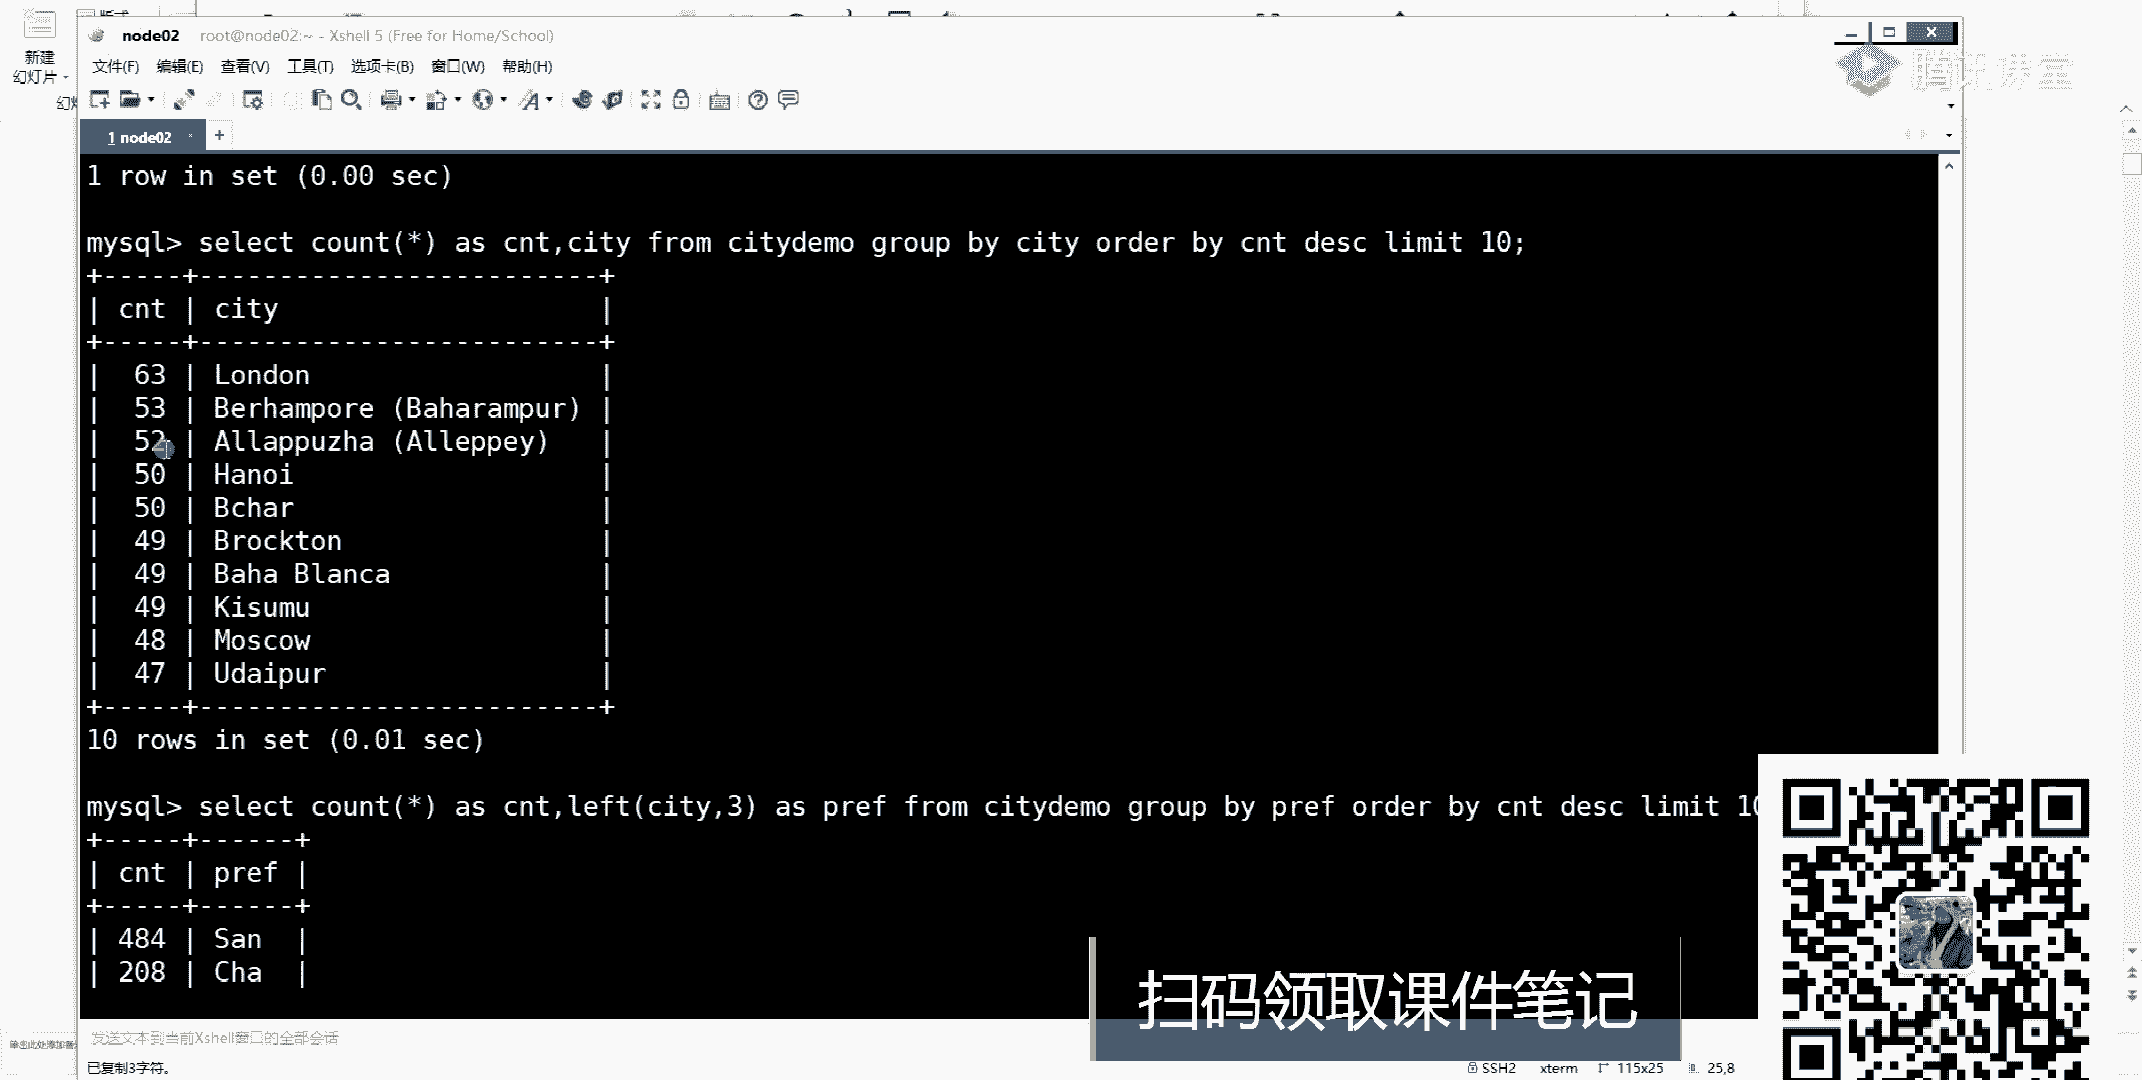 新建
幻灯片
node02 root@node02:~ - Xshell 5 (Free for Home/School)
文件(F) 编辑(E) 查看(V) 工具(T) 选项卡(B) 窗口(W) 帮助(H)
1 node02
腾讯课堂
1 row in set (0.00 sec)
mysql> select count(*) as cnt,city from citydemo group by city order by cnt desc limit 10;
+-----+-------------------------+
| cnt | city                    |
+-----+-------------------------+
|  63 | London                  |
|  53 | Berhampore (Baharampur) |
|  52 | Allappuzha (Alleppey)   |
|  50 | Hanoi                   |
|  50 | Bchar                   |
|  49 | Brockton                |
|  49 | Baha Blanca             |
|  49 | Kisumu                  |
|  48 | Moscow                  |
|  47 | Udaipur                 |
+-----+-------------------------+
10 rows in set (0.01 sec)
mysql> select count(*) as cnt,left(city,3) as pref from citydemo group by pref order by cnt desc limit 10
+-----+------+
| cnt | pref |
+-----+------+
| 484 | San  |
| 208 | Cha  |
扫码领取课件笔记
发送文本到当前Xshell窗口的全部会话
已复制3字符。 SSH2 xterm 115x25 25,8